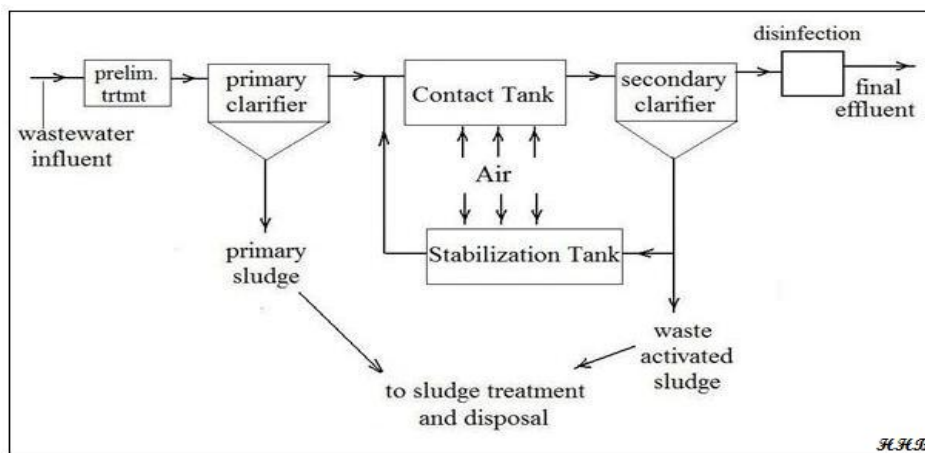 disinfection
prelim.
trtmt
primary
clarifier
Contact Tank
secondary
clarifier
final
effluent
wastewater
influent
Air
primary
sludge
Stabilization Tank
waste
activated
sludge
to sludge treatment
and disposal
HHB